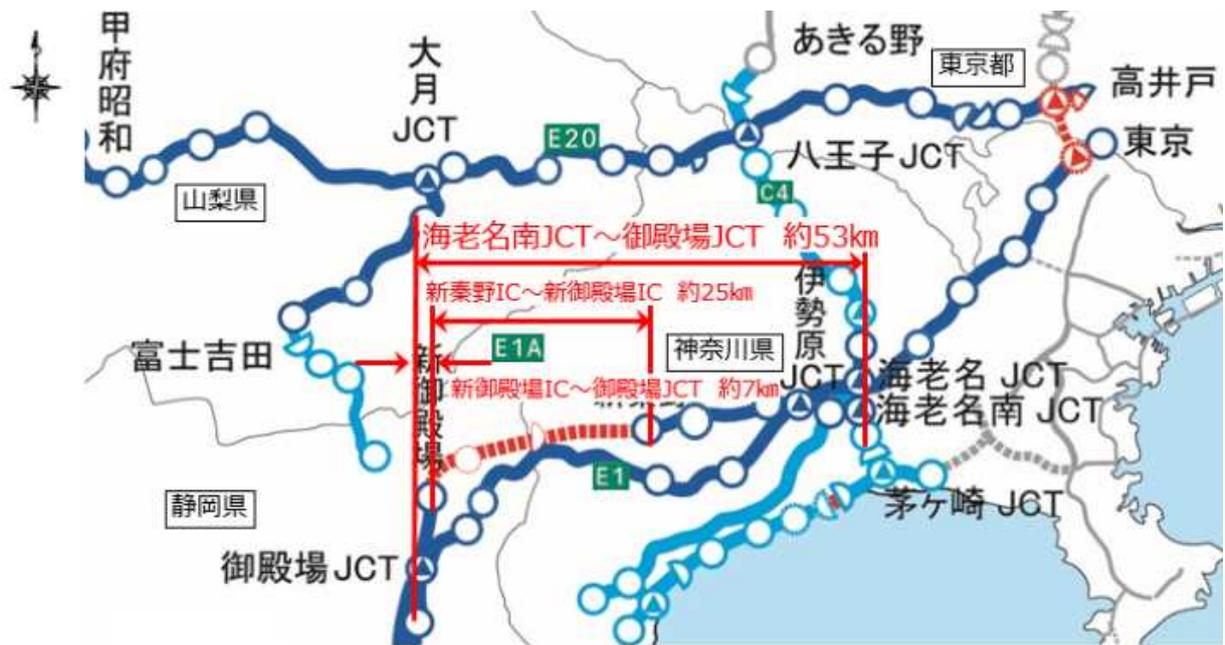 甲府昭和
大月
JCT
あきる野
東京都
高井戸
東京
E20
八王子JCT
山梨県
C4
海老名南JCT～御殿場JCT 約53km
新秦野IC～新御殿場IC 約25km
伊勢原
JCT
E1A
神奈川県
富士吉田
新御殿場
新御殿場IC～御殿場JCT 約7km
海老名 JCT
海老名南 JCT
E1
静岡県
茅ヶ崎 JCT
御殿場 JCT